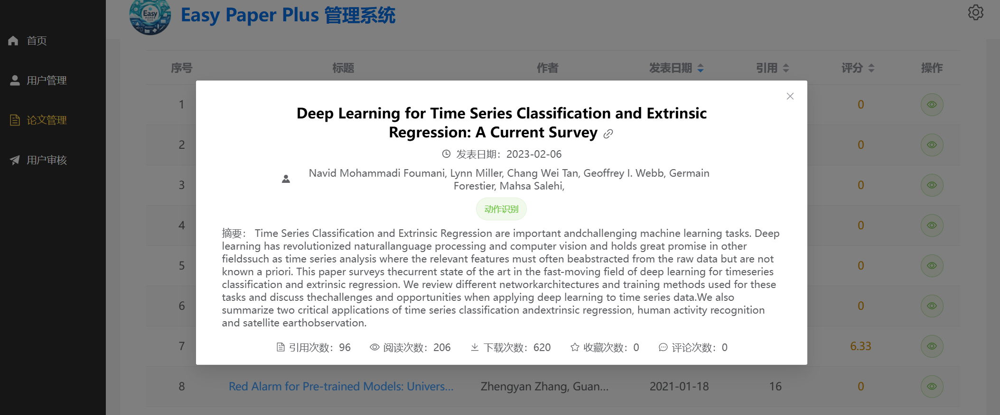 Easy
PAPER
PLUS
Easy Paper Plus 管理系统
首页
用户管理
论文管理
用户审核
序号 标题 作者 发表日期 引用 评分 操作
1 0
2 0
3 0
4 0
5 0
6 0
7 6.33
8 Red Alarm for Pre-trained Models: Univers... Zhengyan Zhang, Guan... 2021-01-18 16 0
Deep Learning for Time Series Classification and Extrinsic
Regression: A Current Survey
发表日期：2023-02-06
Navid Mohammadi Foumani, Lynn Miller, Chang Wei Tan, Geoffrey I. Webb, Germain
Forestier, Mahsa Salehi,
动作识别
摘要： Time Series Classification and Extrinsic Regression are important andchallenging machine learning tasks. Deep
learning has revolutionized naturallanguage processing and computer vision and holds great promise in other
fieldssuch as time series analysis where the relevant features must often beabstracted from the raw data but are not
known a priori. This paper surveys thecurrent state of the art in the fast-moving field of deep learning for timeseries
classification and extrinsic regression. We review different networkarchitectures and training methods used for these
tasks and discuss thechallenges and opportunities when applying deep learning to time series data.We also
summarize two critical applications of time series classification andextrinsic regression, human activity recognition
and satellite earthobservation.
引用次数：96 阅读次数：206 下载次数：620 收藏次数：0 评论次数：0